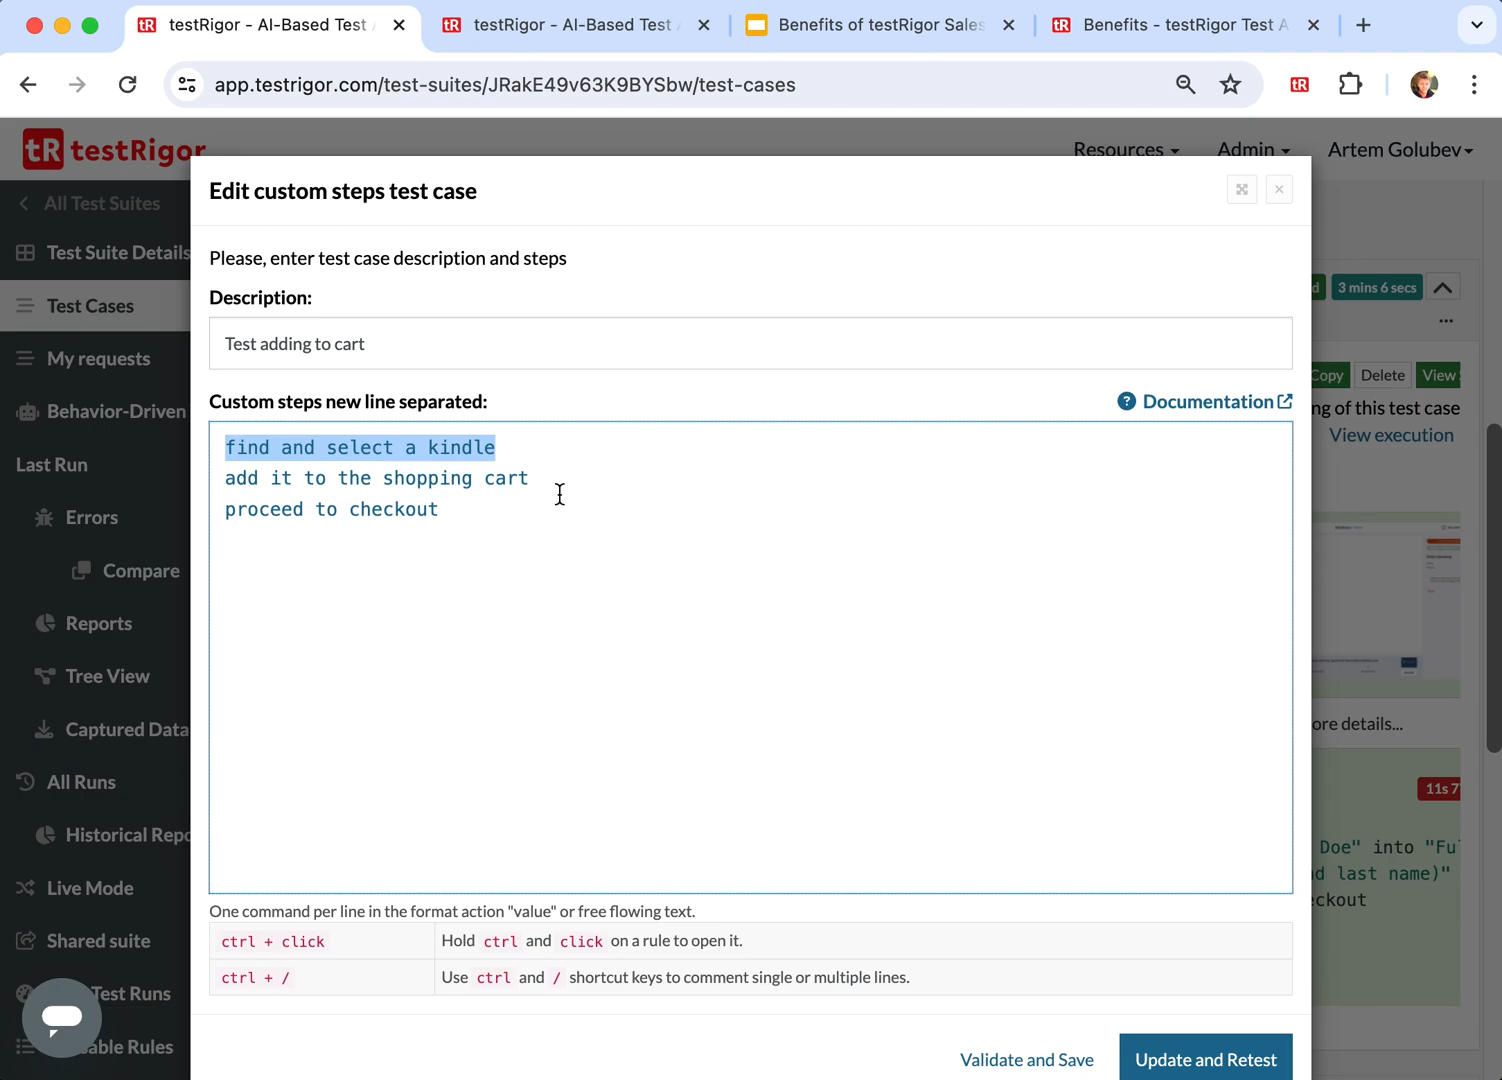 testRigor - AI-Based Test
testRigor - AI-Based Test
Benefits of testRigor Sales
Benefits - testRigor Test A
app.testrigor.com/test-suites/JRakE49v63K9BYSbw/test-cases
tR
tR testRigor
Resources
Admin
Artem Golubev
All Test Suites
Test Suite Details
Test Cases
My requests
Behavior-Driven
Last Run
Errors
Compare
Reports
Tree View
Captured Data
All Runs
Historical Repo
Live Mode
Shared suite
Test Runs
able Rules
Edit custom steps test case
Please, enter test case description and steps
Description:
Test adding to cart
Custom steps new line separated:
? Documentation
find and select a kindle
add it to the shopping cart
proceed to checkout
One command per line in the format action "value" or free flowing text.
ctrl + click Hold ctrl and click on a rule to open it.
ctrl + / Use ctrl and / shortcut keys to comment single or multiple lines.
Validate and Save
Update and Retest
d 3 mins 6 secs
...
Copy Delete View
ng of this test case
View execution
ore details...
11s 7
Doe" into "Fu
d last name)"
eckout